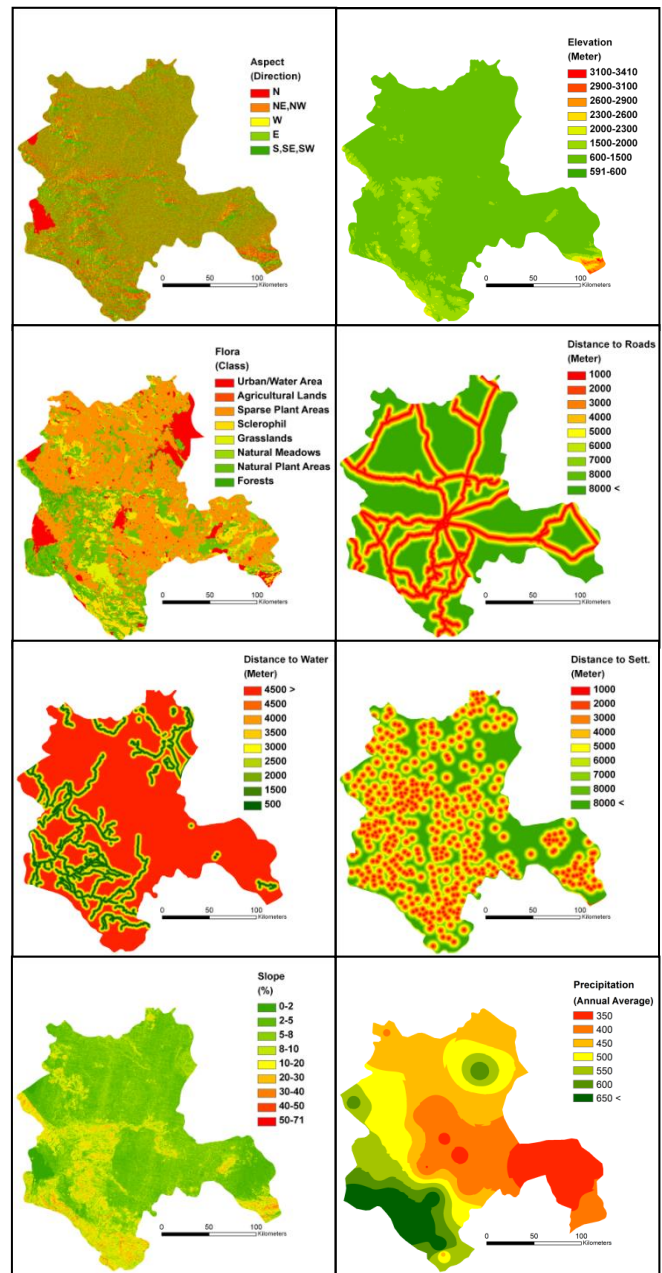 Aspect
(Direction)
N
NE,NW
W
E
S,SE,SW
0 50 100
Kilometers
Elevation
(Meter)
3100-3410
2900-3100
2600-2900
2300-2600
2000-2300
1500-2000
600-1500
591-600
0 50 100
Kilometers
Flora
(Class)
Urban/Water Area
Agricultural Lands
Sparse Plant Areas
Sclerophil
Grasslands
Natural Meadows
Natural Plant Areas
Forests
0 50 100
Kilometers
Distance to Roads
(Meter)
1000
2000
3000
4000
5000
6000
7000
8000
8000 <
0 50 100
Kilometers
Distance to Water
(Meter)
4500 >
4500
4000
3500
3000
2500
2000
1500
500
0 50 100
Kilometers
Distance to Sett.
(Meter)
1000
2000
3000
4000
5000
6000
7000
8000
8000 <
0 50 100
Kilometers
Slope
(%)
0-2
2-5
5-8
8-10
10-20
20-30
30-40
40-50
50-71
0 50 100
Kilometers
Precipitation
(Annual Average)
350
400
450
500
550
600
650 <
0 50 100
Kilometers